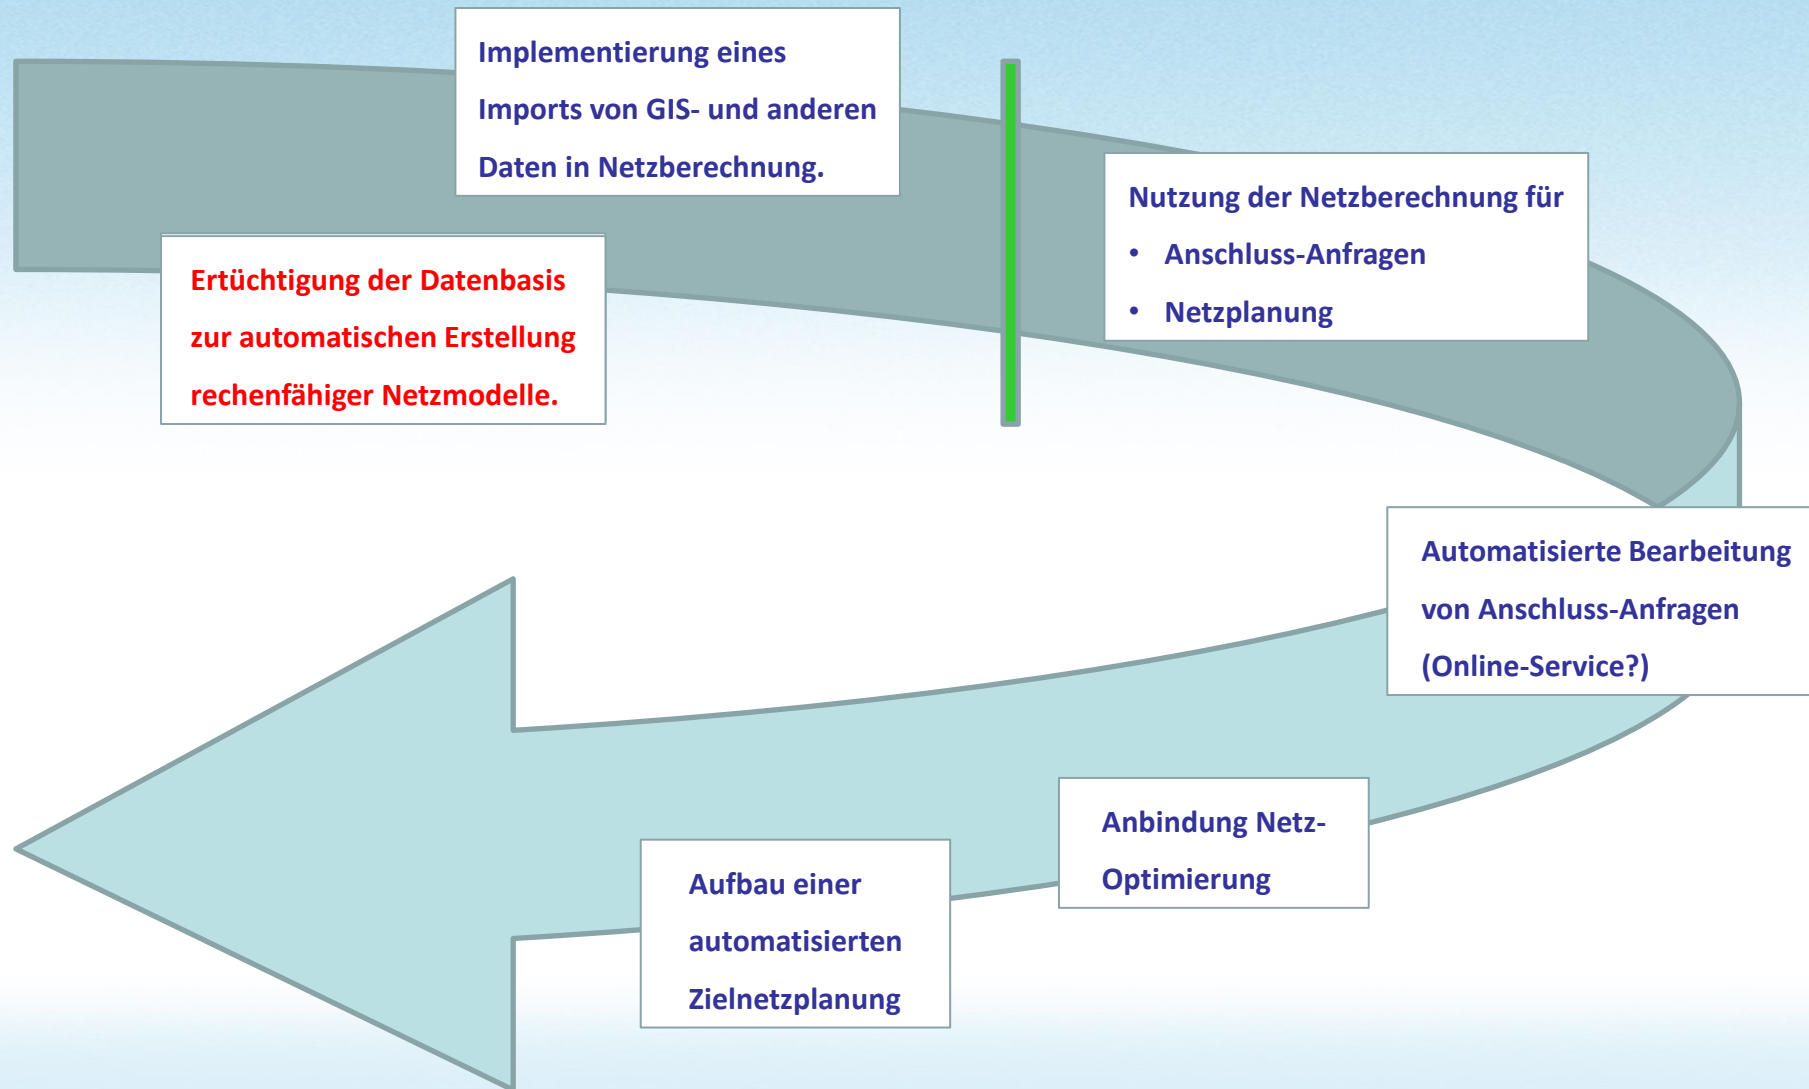 Implementierung eines
Imports von GIS- und anderen
Daten in Netzberechnung.
Ertüchtigung der Datenbasis
zur automatischen Erstellung
rechenfähiger Netzmodelle.
Nutzung der Netzberechnung für
• Anschluss-Anfragen
• Netzplanung
Automatisierte Bearbeitung
von Anschluss-Anfragen
(Online-Service?)
Anbindung Netz-
Optimierung
Aufbau einer
automatisierten
Zielnetzplanung